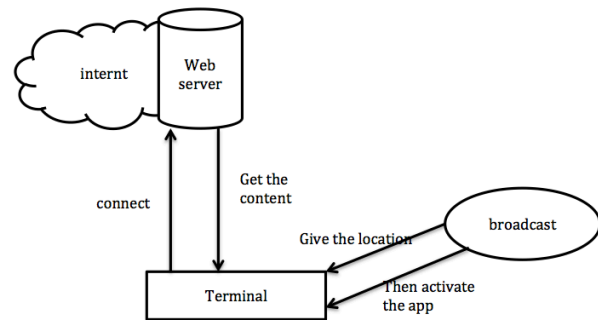 internt
Web
server
connect
Get the
content
Give the location
broadcast
Terminal
Then activate
the app